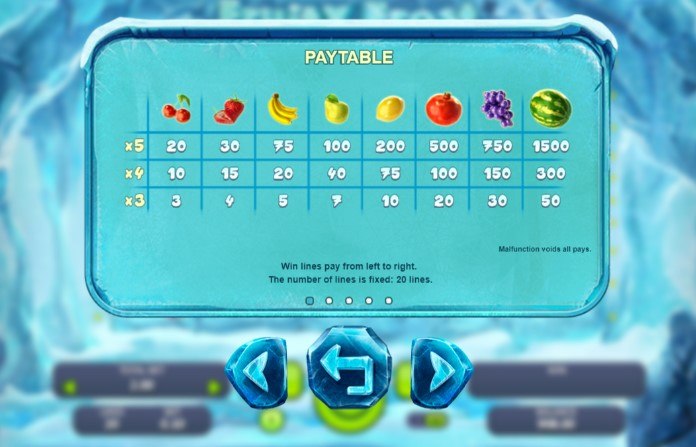 PAYTABLE
x5 20 30 75 100 200 500 750 1500
x4 10 15 20 40 75 100 150 300
x3 3 4 5 7 10 20 30 50
Malfunction voids all pays.
Win lines pay from left to right.
The number of lines is fixed: 20 lines.